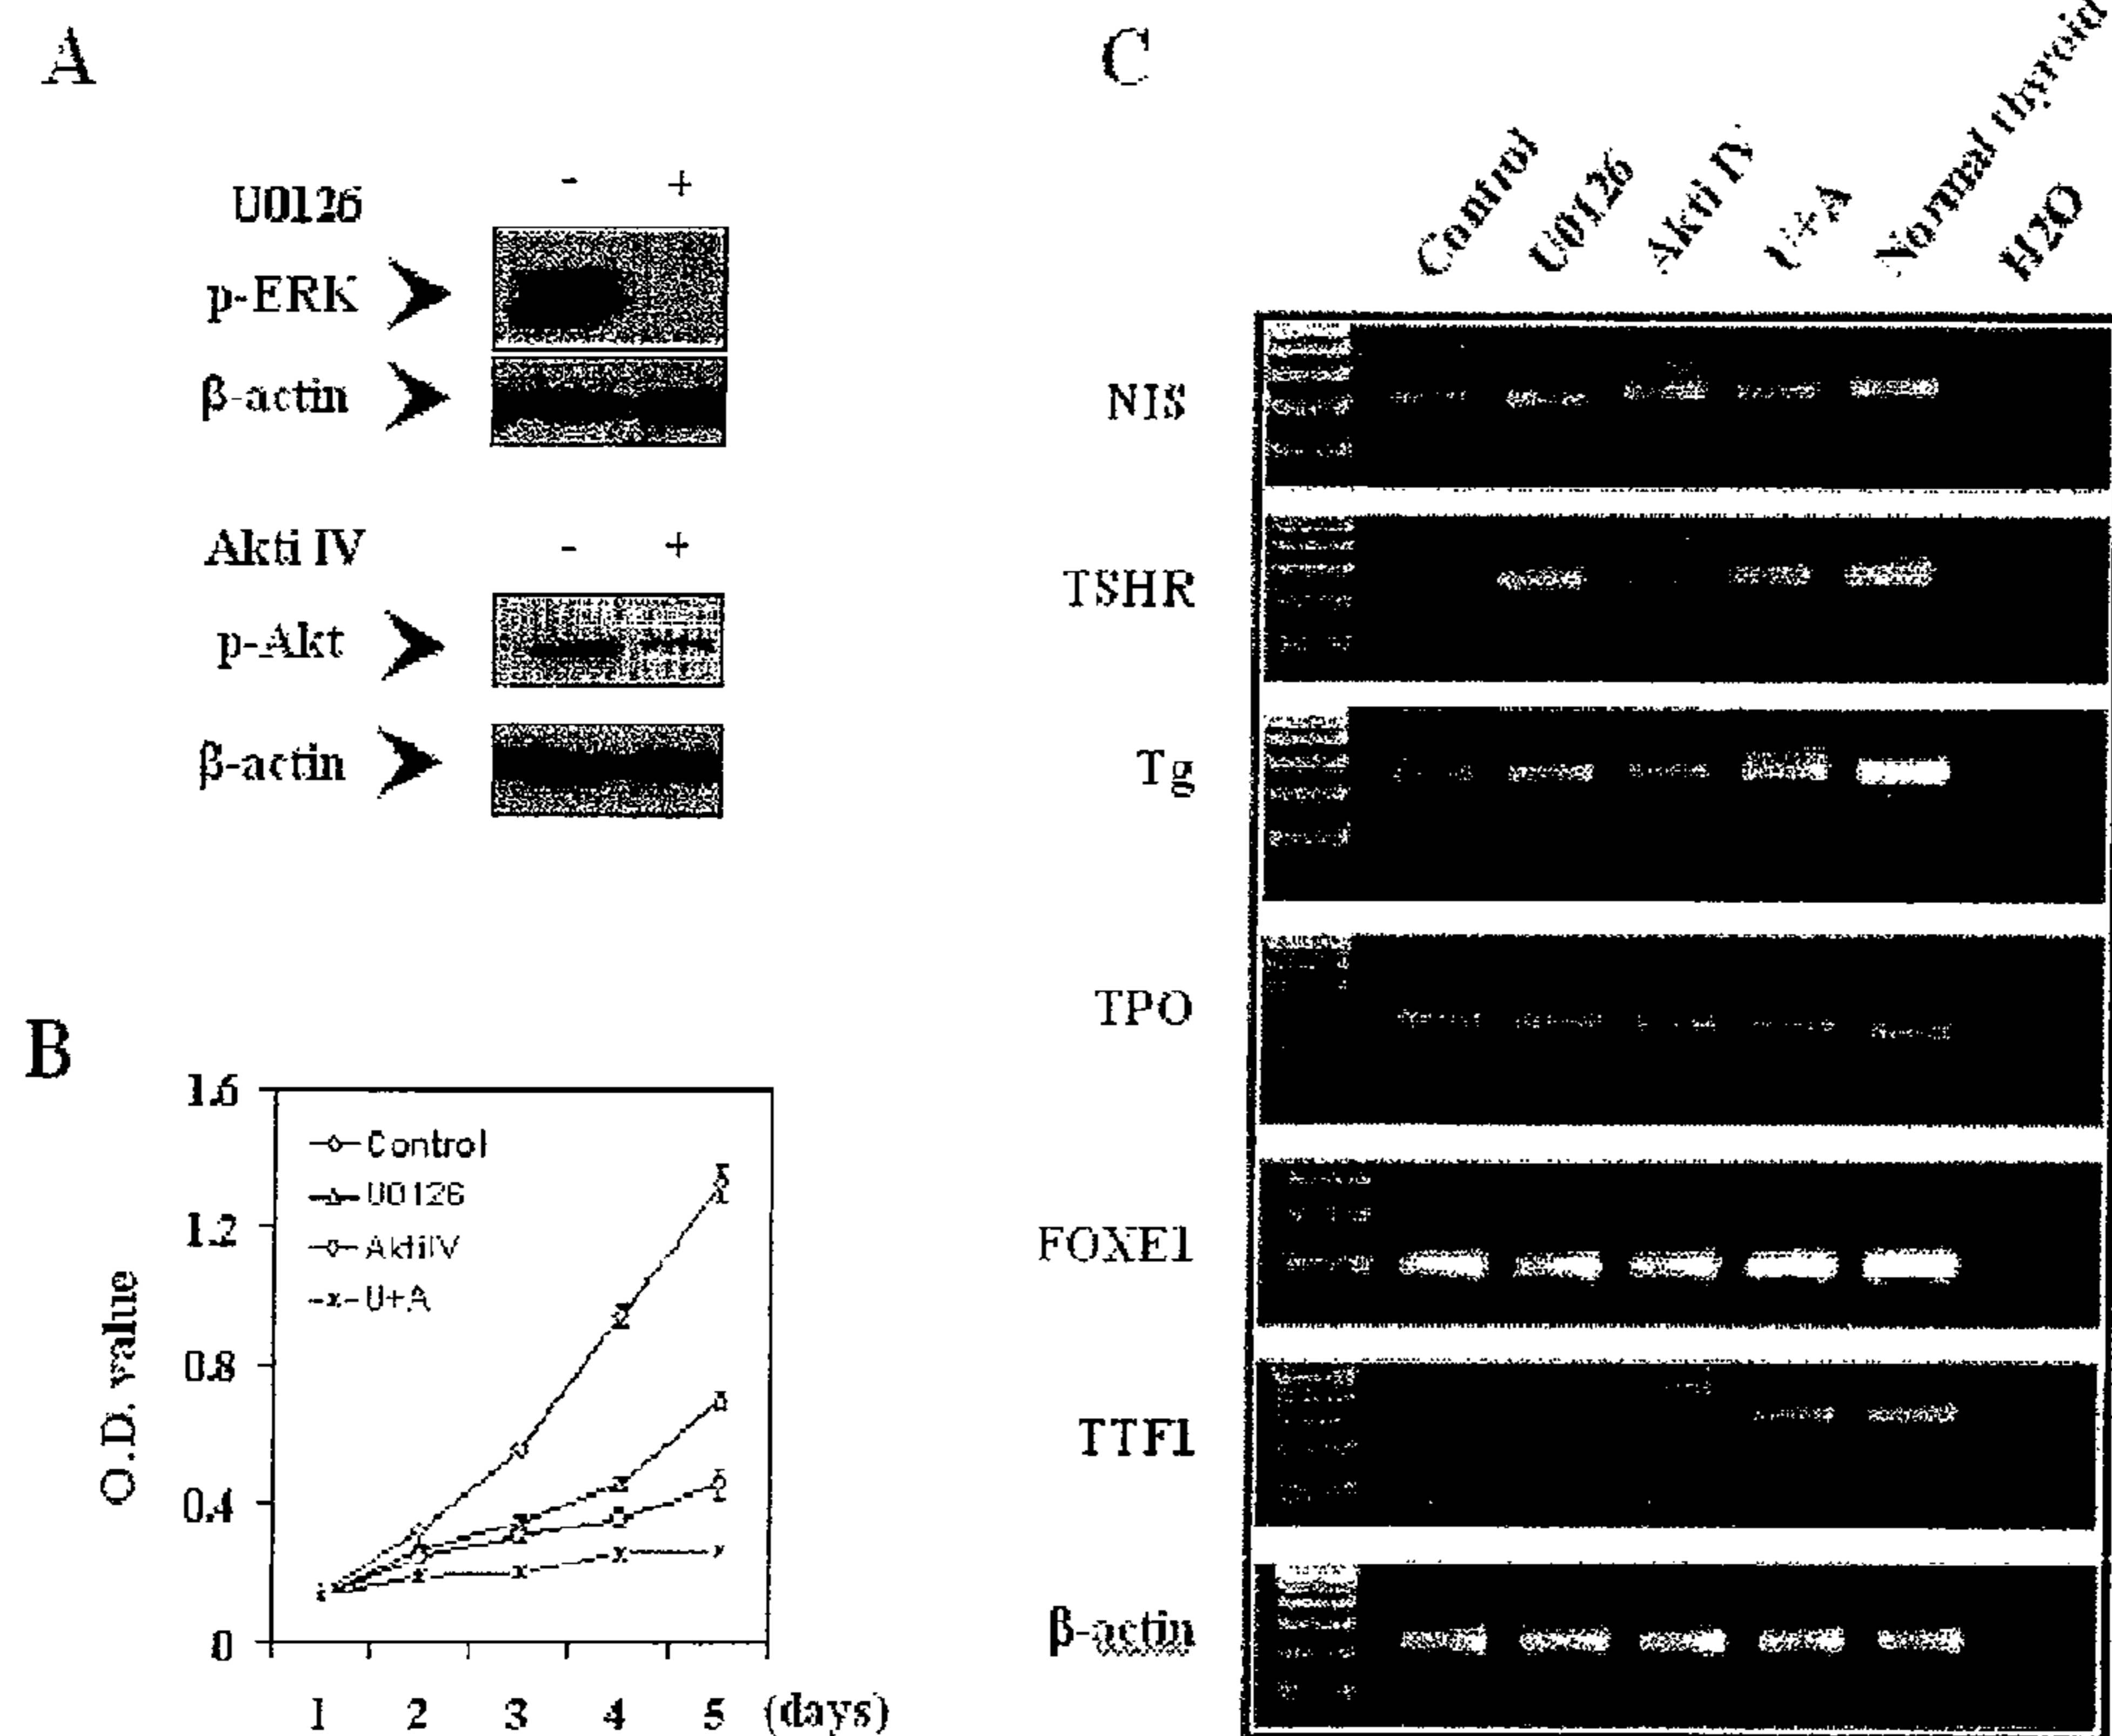 A
U0126 - +
p-ERK
β-actin
Akti IV - +
p-Akt
β-actin
B
1.6
1.2
0.8
0.4
0
O.D. value
Control
U0126
AktiIV
U+A
1 2 3 4 5 (days)
C
Control U0126 Akti IV U+A Normal thyroid H2O
NIS
TSHR
Tg
TPO
FOXE1
TTF1
β-actin